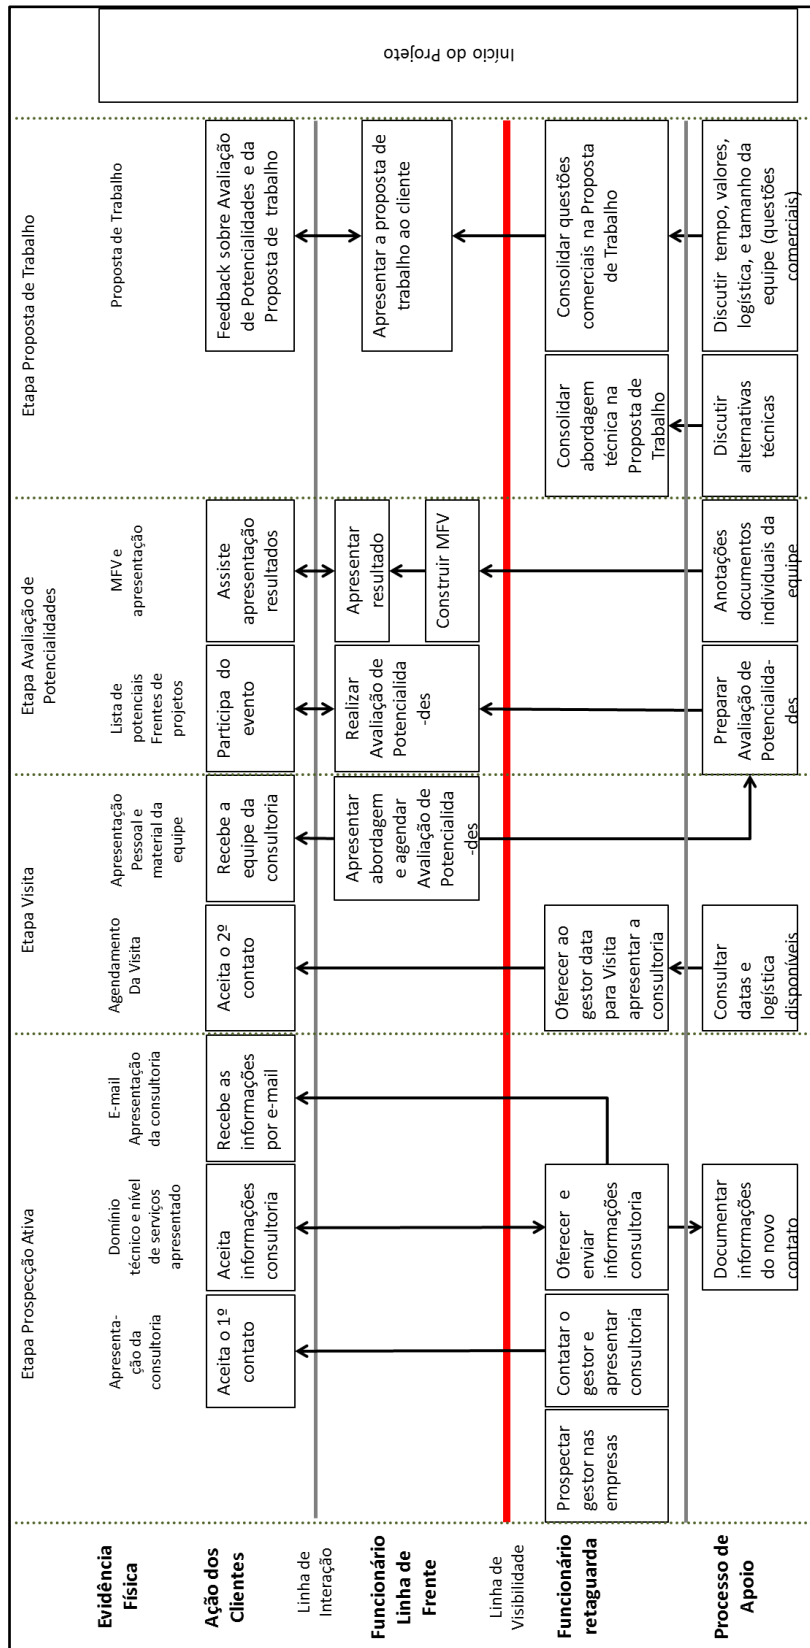 Evidência
Física
Ação dos
Clientes
Linha de
Interação
Funcionário
Linha de
Frente
Linha de
Visibilidade
Funcionário
retaguarda
Processo de
Apoio
Etapa Prospecção Ativa
Apresenta-
ção da
consultoria
Domínio
técnico e nível
de serviços
apresentado
E-mail
Apresentação
da consultoria
Aceita o 1º
contato
Aceita
informações
consultoria
Recebe as
informações
por e-mail
Prospectar
gestor nas
empresas
Contatar o
gestor e
apresentar
consultoria
Oferecer e
enviar
informações
consultoria
Documentar
informações
do novo
contato
Etapa Visita
Agendamento
Da Visita
Apresentação
Pessoal e
material da
equipe
Aceita o 2º
contato
Recebe a
equipe da
consultoria
Apresentar
abordagem
e agendar
Avaliação de
Potencialida
-des
Oferecer ao
gestor data
para Visita
apresentar a
consultoria
Consultar
datas e
logística
disponíveis
Etapa Avaliação de
Potencialidades
Lista de
potenciais
Frentes de
projetos
MFV e
apresentação
Participa do
evento
Assiste
apresentação
resultados
Realizar
Avaliação de
Potencialida
-des
Apresentar
resultado
Construir MFV
Preparar
Avaliação de
Potencialida-
des
Anotações
documentos
individuais da
equipe
Etapa Proposta de Trabalho
Proposta de Trabalho
Feedback sobre Avaliação
de Potencialidades e da
Proposta de trabalho
Apresentar a proposta de
trabalho ao cliente
Consolidar
abordagem
técnica na
Proposta de
Trabalho
Consolidar questões
comerciais na Proposta
de Trabalho
Discutir
alternativas
técnicas
Discutir tempo, valores,
logística, e tamanho da
equipe (questões
comerciais)
Início do Projeto